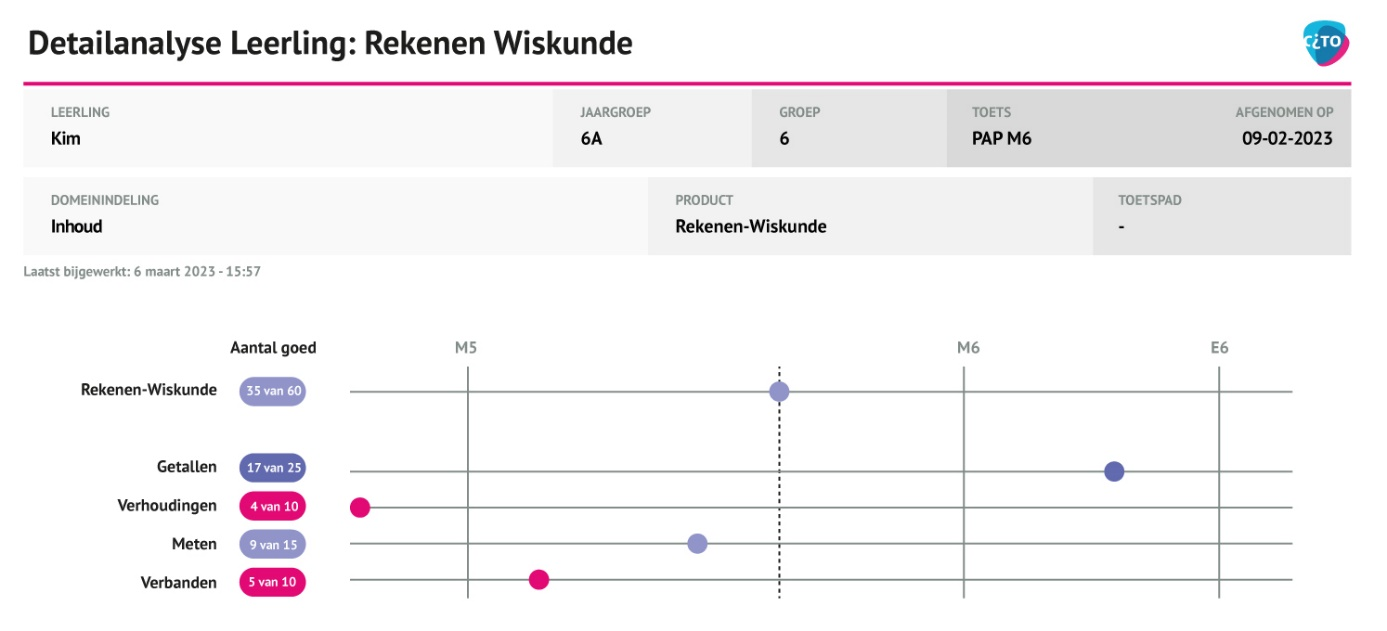 Detailanalyse Leerling: Rekenen Wiskunde
CiTO
LEERLING JAARGROEP GROEP TOETS AFGENOMEN OP
Kim 6A 6 PAP M6 09-02-2023
DOMEININDELING PRODUCT TOETSPAD
Inhoud Rekenen-Wiskunde -
Laatst bijgewerkt: 6 maart 2023 - 15:57
Aantal goed M5 M6 E6
Rekenen-Wiskunde 35 van 60
Getallen 17 van 25
Verhoudingen 4 van 10
Meten 9 van 15
Verbanden 5 van 10